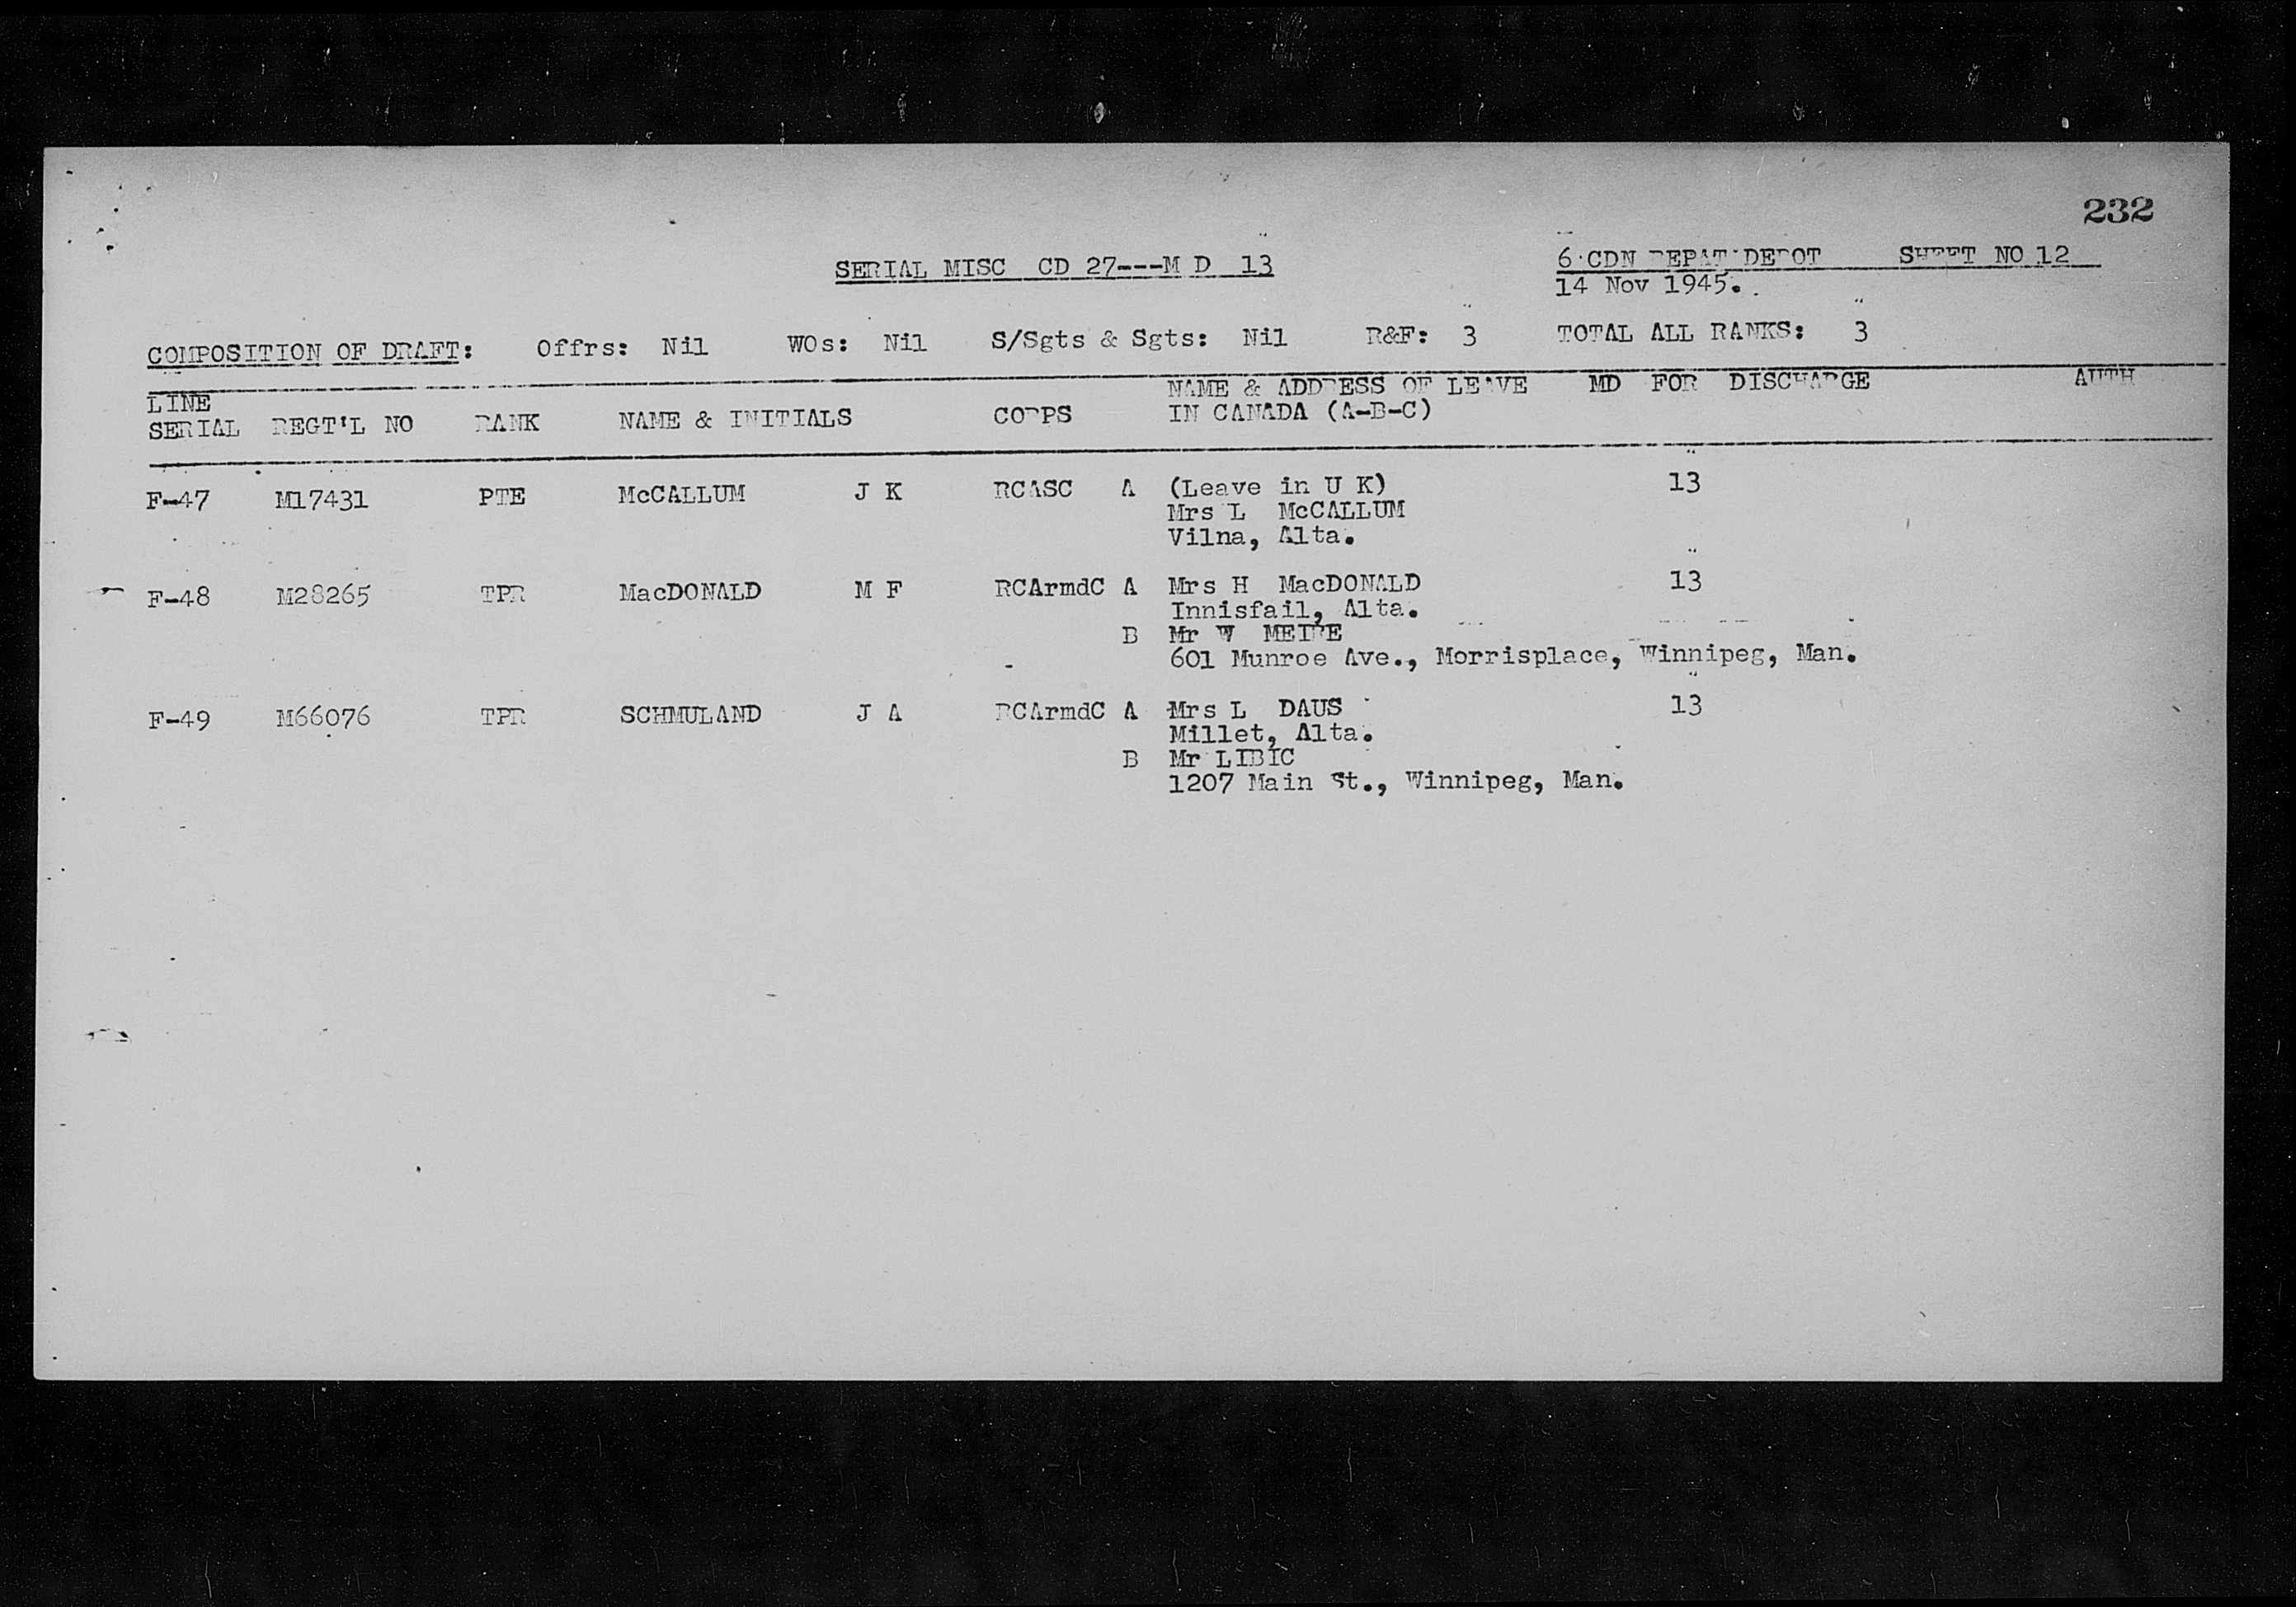 232
SERIAL MISC CD 27---M D 13
6 CDN REPAT DEPOT SHEET NO 12
14 Nov 1945.
COMPOSITION OF DRAFT: Offrs: Nil WOs: Nil S/Sgts & Sgts: Nil R&F: 3 TOTAL ALL RANKS: 3
LINE SERIAL REGT'L NO RANK NAME & INITIALS CORPS NAME & ADDRESS OF LEAVE IN CANADA (A-B-C) MD FOR DISCHARGE AUTH
F-47 M17431 PTE McCALLUM J K RCASC A (Leave in U K) 13
Mrs L McCALLUM
Vilna, Alta.
F-48 M28265 TPR MacDONALD M F RCArmdC A Mrs H MacDONALD 13
Innisfail, Alta.
B Mr W MEIRE
601 Munroe Ave., Morrisplace, Winnipeg, Man.
F-49 M66076 TPR SCHMULAND J A RCArmdC A Mrs L DAUS 13
Millet, Alta.
B Mr LIBIC
1207 Main St., Winnipeg, Man.